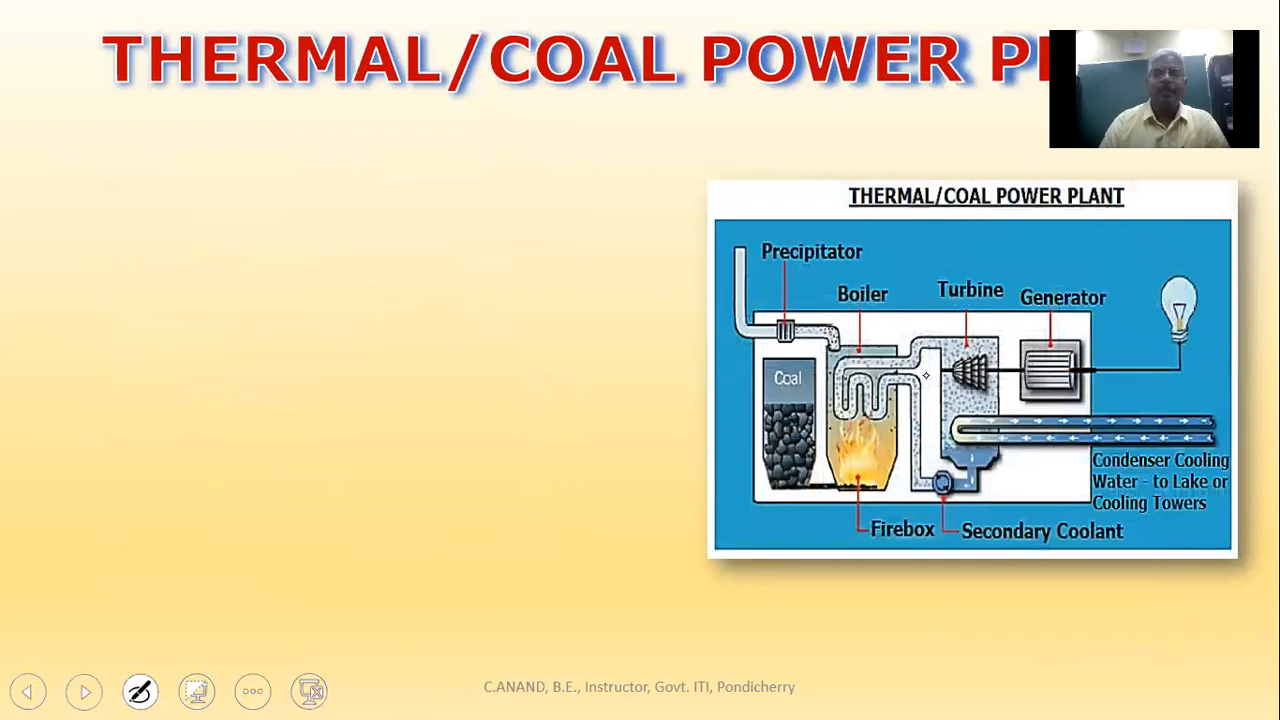 THERMAL/COAL POWER PL
THERMAL/COAL POWER PLANT
Precipitator
Boiler
Turbine
Generator
Coal
Condenser Cooling
Water - to Lake or
Cooling Towers
Firebox
Secondary Coolant
C.ANAND, B.E., Instructor, Govt. ITI, Pondicherry